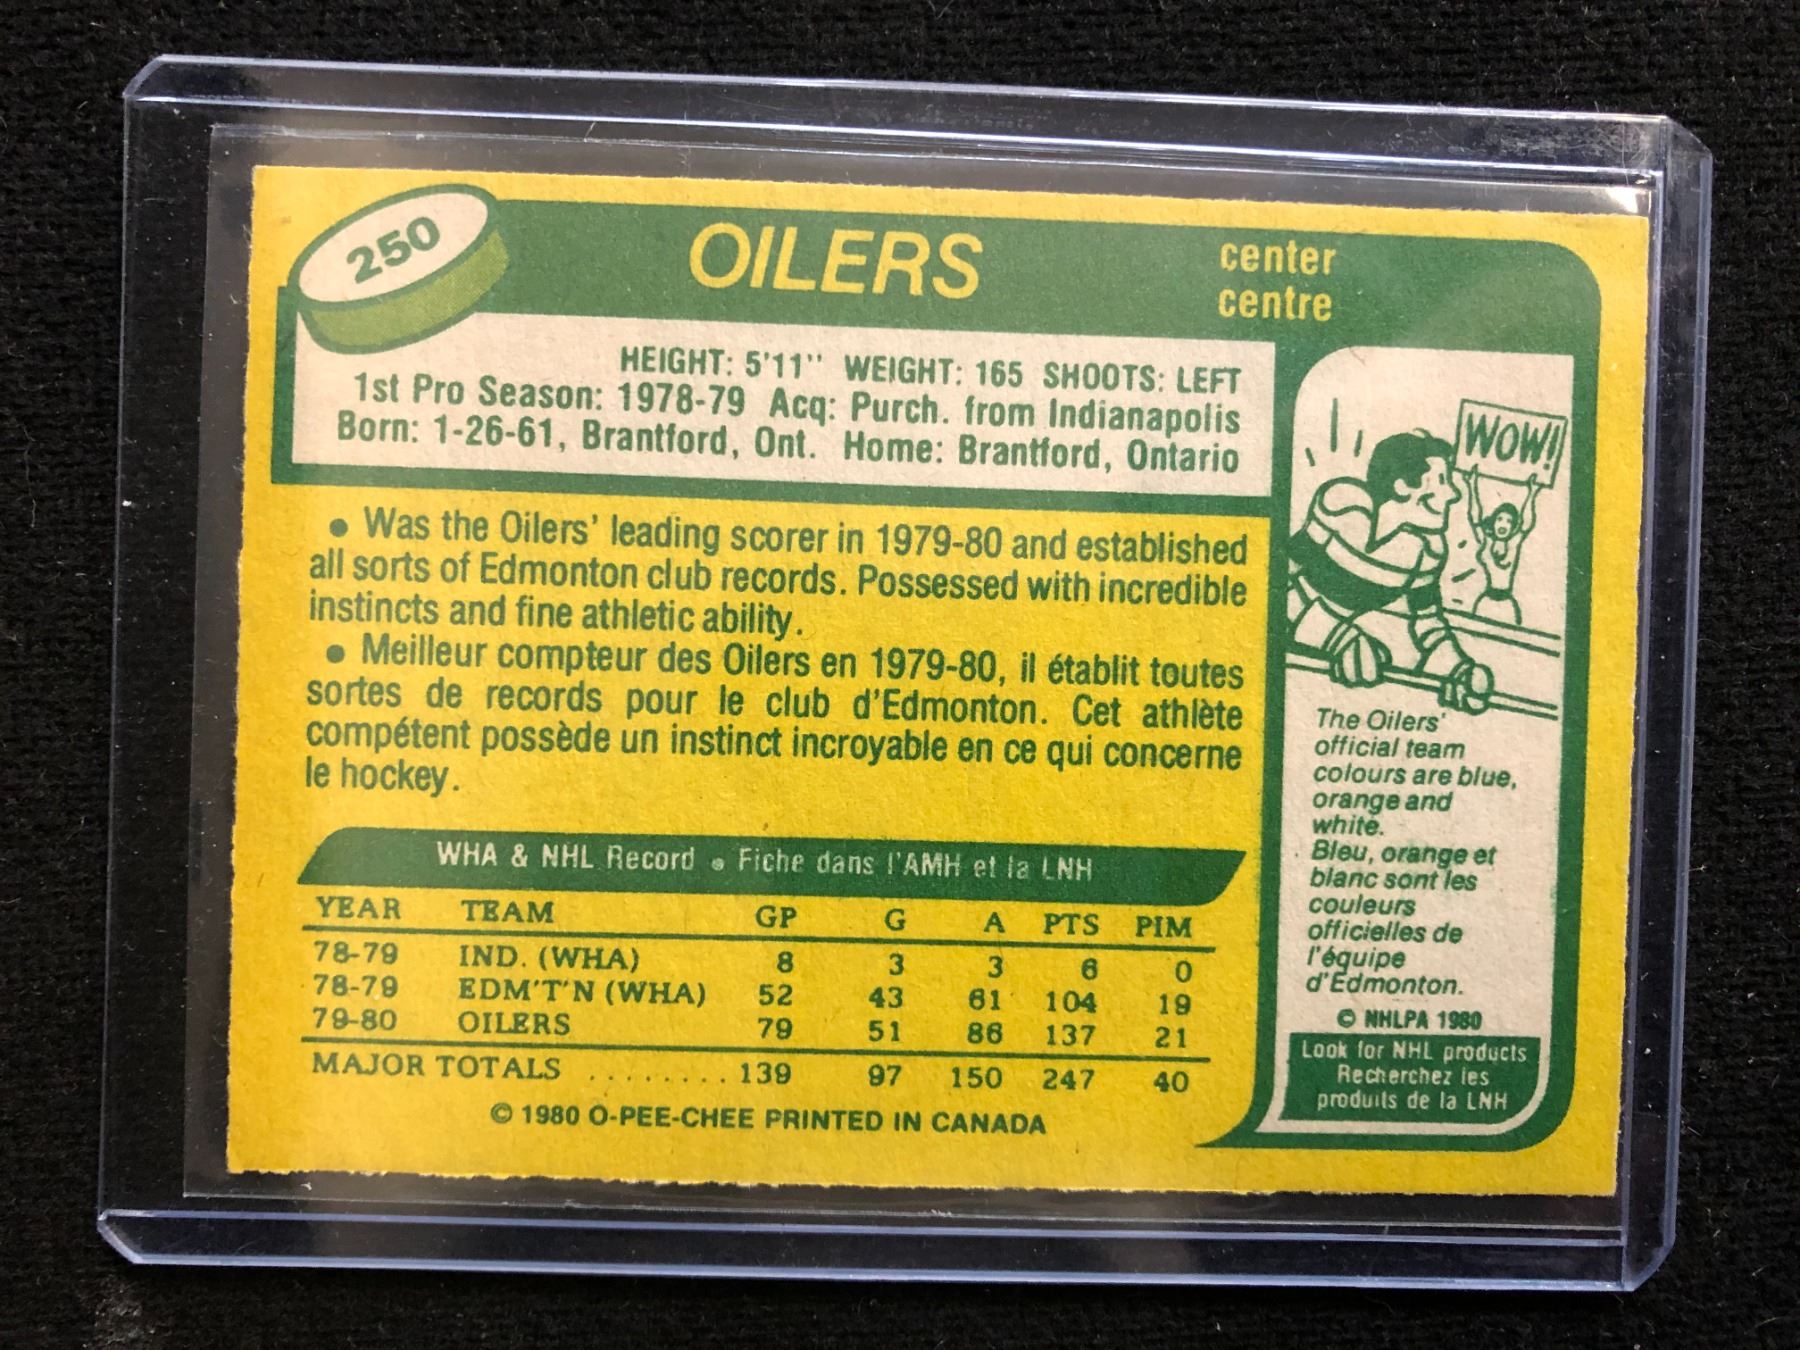 250
OILERS
center
centre
HEIGHT: 5'11" WEIGHT: 165 SHOOTS: LEFT
1st Pro Season: 1978-79 Acq: Purch. from Indianapolis
Born: 1-26-61, Brantford, Ont. Home: Brantford, Ontario
• Was the Oilers' leading scorer in 1979-80 and established
all sorts of Edmonton club records. Possessed with incredible
instincts and fine athletic ability.
• Meilleur compteur des Oilers en 1979-80, il établit toutes
sortes de records pour le club d'Edmonton. Cet athlète
compétent possède un instinct incroyable en ce qui concerne
le hockey.
WHA & NHL Record • Fiche dans l'AMH et la LNH
YEAR TEAM GP G A PTS PIM
78-79 IND. (WHA) 8 3 3 6 0
78-79 EDM'T'N (WHA) 52 43 61 104 19
79-80 OILERS 79 51 86 137 21
MAJOR TOTALS ........ 139 97 150 247 40
© 1980 O-PEE-CHEE PRINTED IN CANADA
WOW!
The Oilers'
official team
colours are blue,
orange and
white.
Bleu, orange et
blanc sont les
couleurs
officielles de
l'équipe
d'Edmonton.
© NHLPA 1980
Look for NHL products
Recherchez les
produits de la LNH